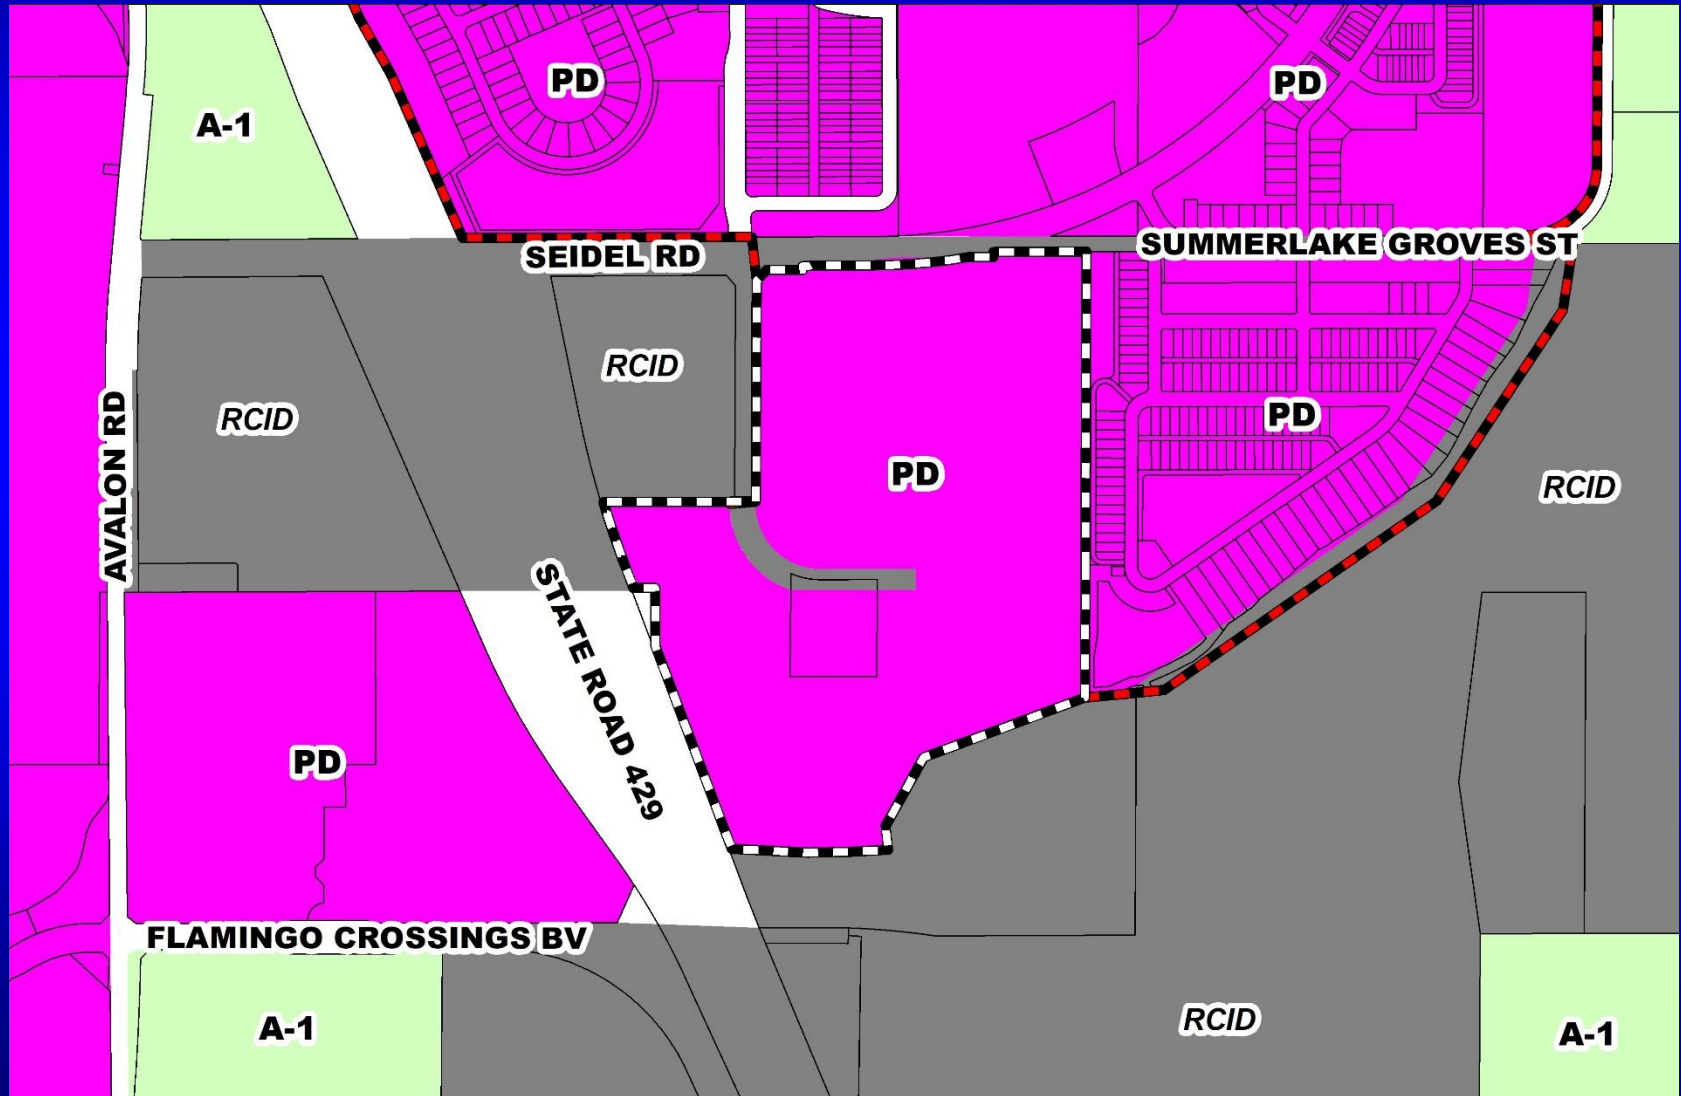 PD
PD
A-1
SUMMERLAKE GROVES ST
SEIDEL RD
RCID
RCID
PD
PD
RCID
AVALON RD
STATE ROAD 429
PD
FLAMINGO CROSSINGS BV
RCID
A-1
A-1